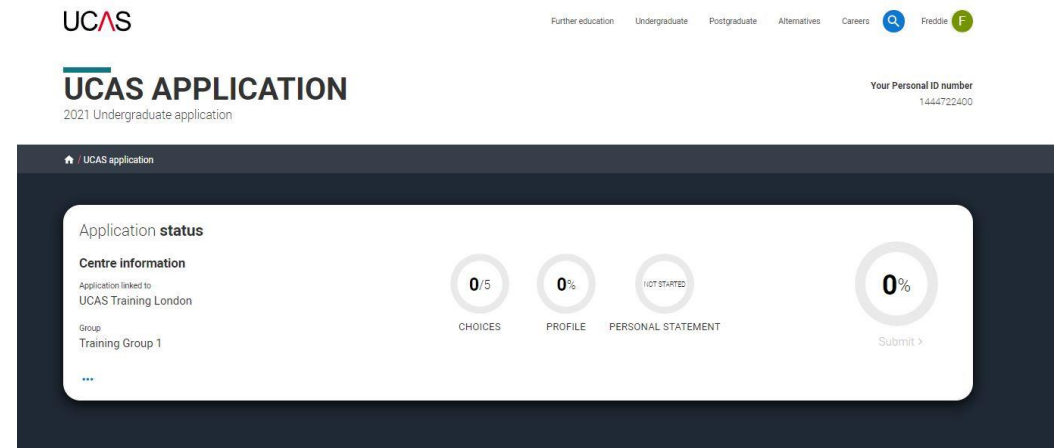 UCAS
Further education Undergraduate Postgraduate Alternatives Careers Freddie F
UCAS APPLICATION
2021 Undergraduate application
Your Personal ID number
1444722400
/ UCAS application
Application status
Centre information
Application linked to
UCAS Training London
Group
Training Group 1
...
0/5
CHOICES
0%
PROFILE
NOT STARTED
PERSONAL STATEMENT
0%
Submit >